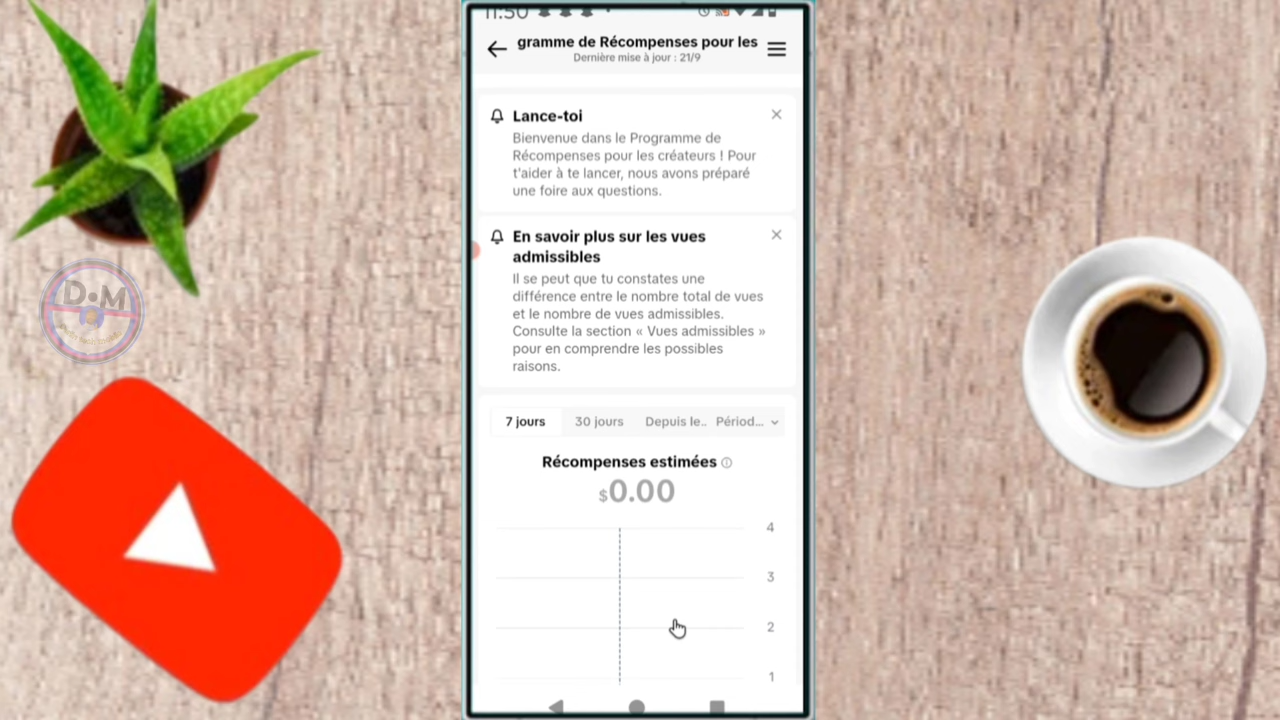 11:50
gramme de Récompenses pour les
Dernière mise à jour : 21/9
Lance-toi
Bienvenue dans le Programme de
Récompenses pour les créateurs ! Pour
t'aider à te lancer, nous avons préparé
une foire aux questions.
En savoir plus sur les vues
admissibles
Il se peut que tu constates une
différence entre le nombre total de vues
et le nombre de vues admissibles.
Consulte la section « Vues admissibles »
pour en comprendre les possibles
raisons.
7 jours 30 jours Depuis le.. Périod...
Récompenses estimées
$0.00
4
3
2
1
D•M